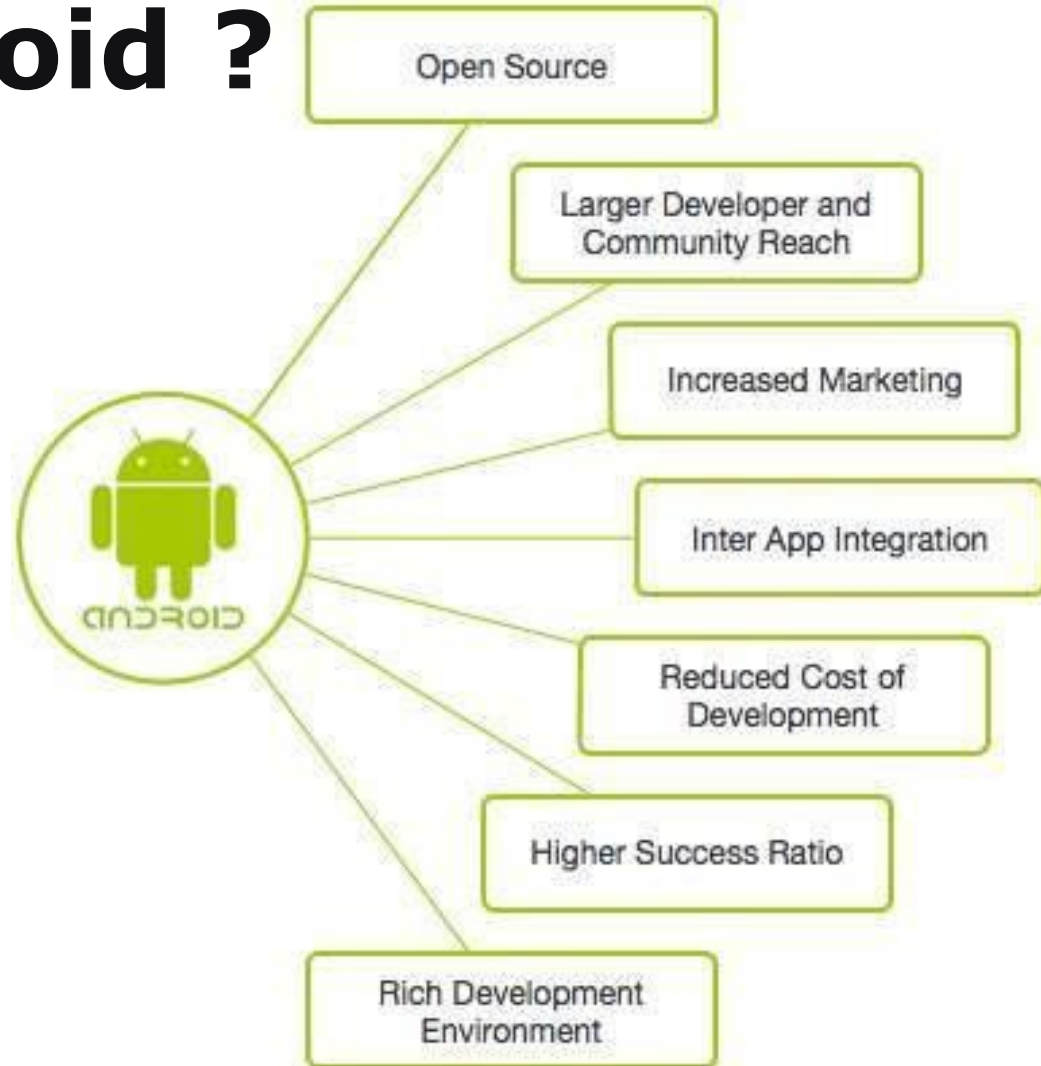 oid ?
Open Source
Larger Developer and
Community Reach
Increased Marketing
Inter App Integration
Reduced Cost of
Development
Higher Success Ratio
Rich Development
Environment
ANDROID